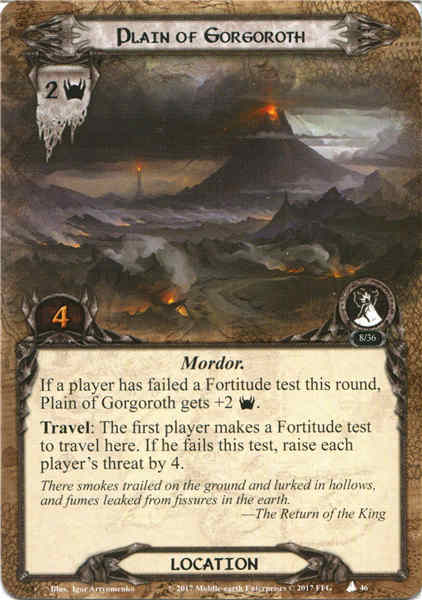 PLAIN OF GORGOROTH
2
4
8/36
Mordor.
If a player has failed a Fortitude test this round,
Plain of Gorgoroth gets +2 .
Travel: The first player makes a Fortitude test
to travel here. If he fails this test, raise each
player's threat by 4.
There smokes trailed on the ground and lurked in hollows,
and fumes leaked from fissures in the earth.
—The Return of the King
LOCATION
Illus. Igor Artyomenko © 2017 Middle-earth Enterprises © 2017 FFG 46